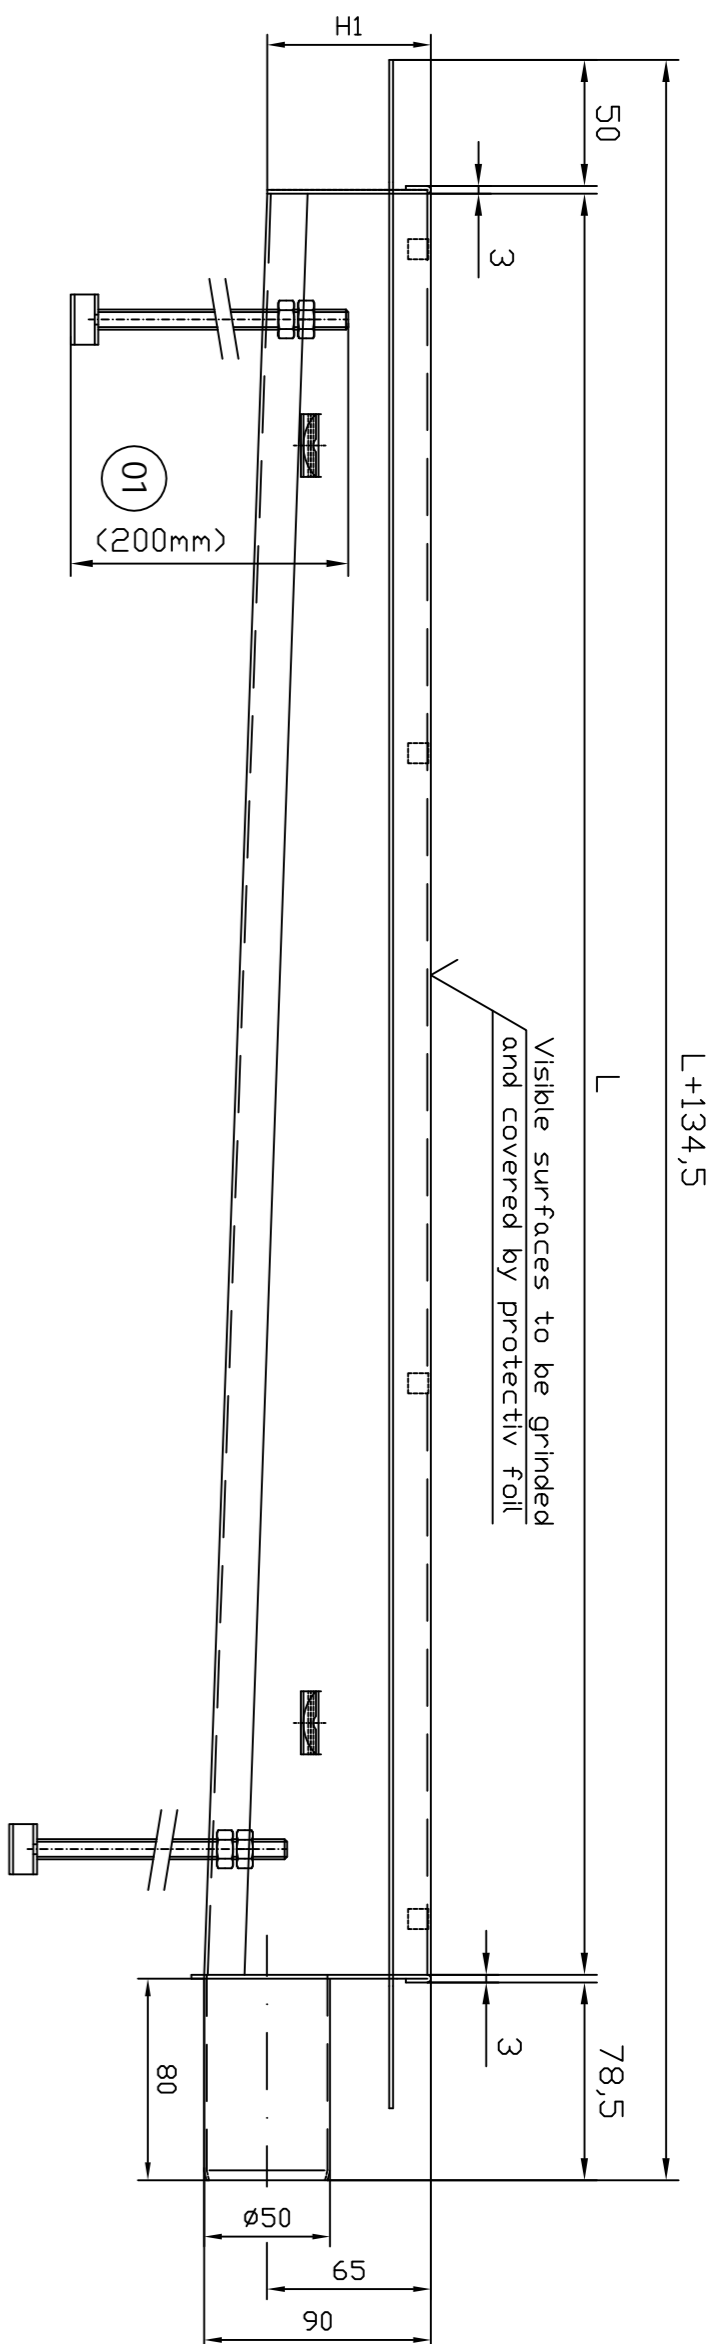 H1
50
3
01
(200mm)
L+134,5
L
Visible surfaces to be grinded
and covered by protectiv foil
3
78,5
80
ø50
65
90